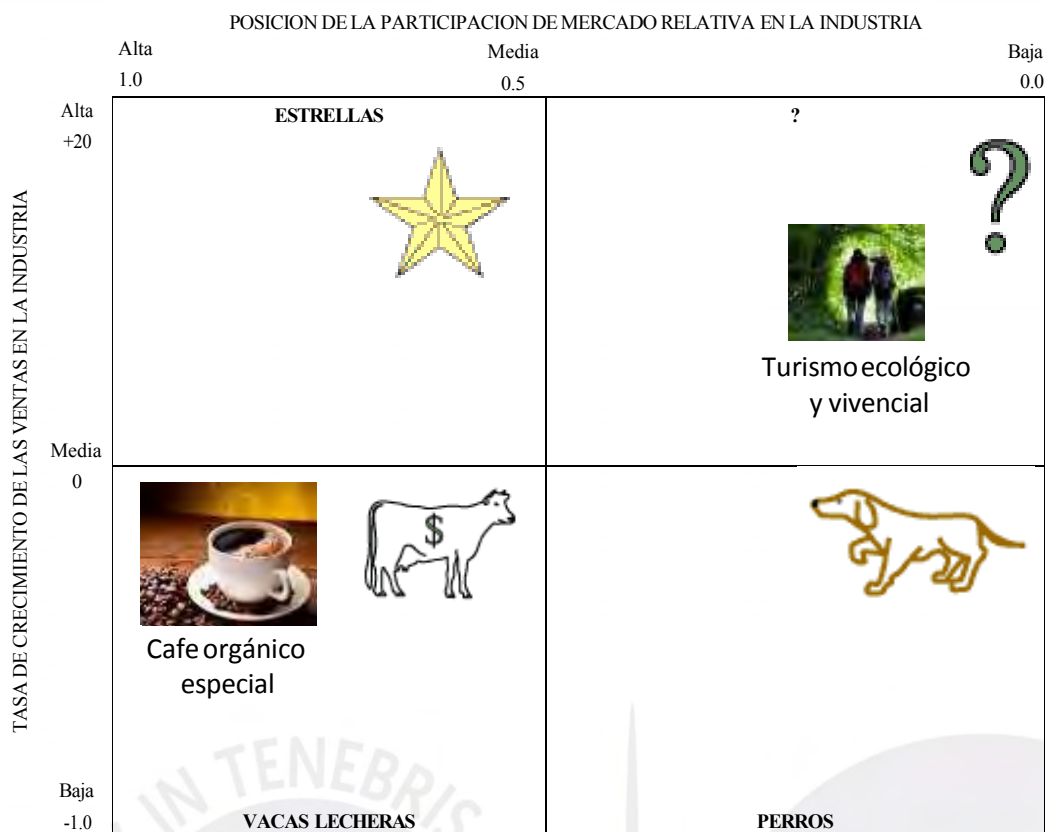 POSICION DE LA PARTICIPACION DE MERCADO RELATIVA EN LA INDUSTRIA
Alta Media Baja
1.0 0.5 0.0
TASA DE CRECIMIENTO DE LAS VENTAS EN LA INDUSTRIA
Alta
+20
ESTRELLAS
?
?
Turismo ecológico
y vivencial
Media
0
$
Cafe orgánico
especial
IN TENEBRIS
Baja
-1.0
VACAS LECHERAS
PERROS